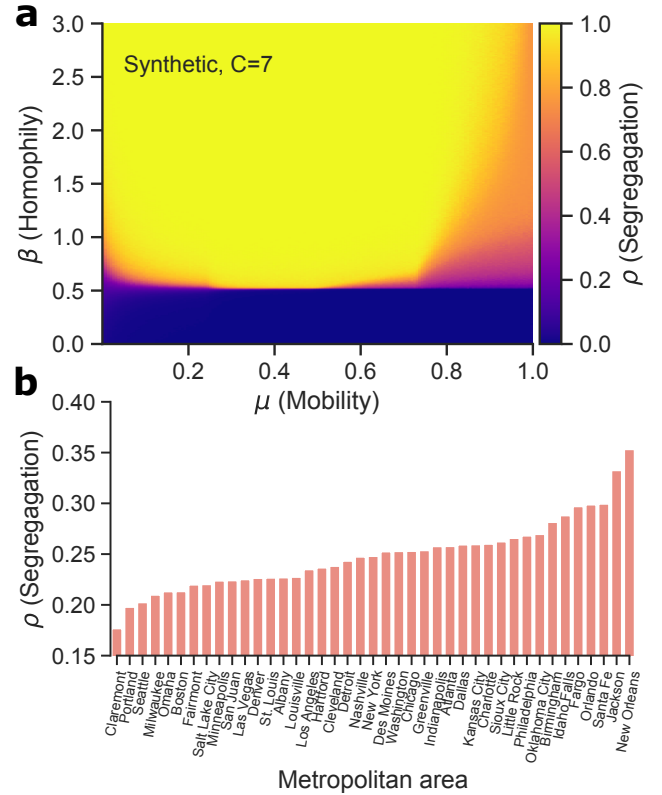 a
3.0
2.5
2.0
1.5
1.0
0.5
0.0
β (Homophily)
Synthetic, C=7
0.2
0.4
0.6
0.8
1.0
μ (Mobility)
1.0
0.8
0.6
0.4
0.2
0.0
ρ (Segregagation)
b
0.40
0.35
0.30
0.25
0.20
0.15
ρ (Segregagation)
Claremont
Portland
Seattle
Milwaukee
Omaha
Boston
Fairmont
Salt Lake City
Minneapolis
San Juan
Las Vegas
Denver
St. Louis
Albany
Louisville
Los Angeles
Hartford
Cleveland
Detroit
Nashville
New York
Des Moines
Washington
Chicago
Greenville
Indianapolis
Atlanta
Dallas
Kansas City
Charlotte
Sioux City
Little Rock
Philadelphia
Oklahoma City
Birmingham
Idaho Falls
Fargo
Orlando
Santa Fe
Jackson
New Orleans
Metropolitan area